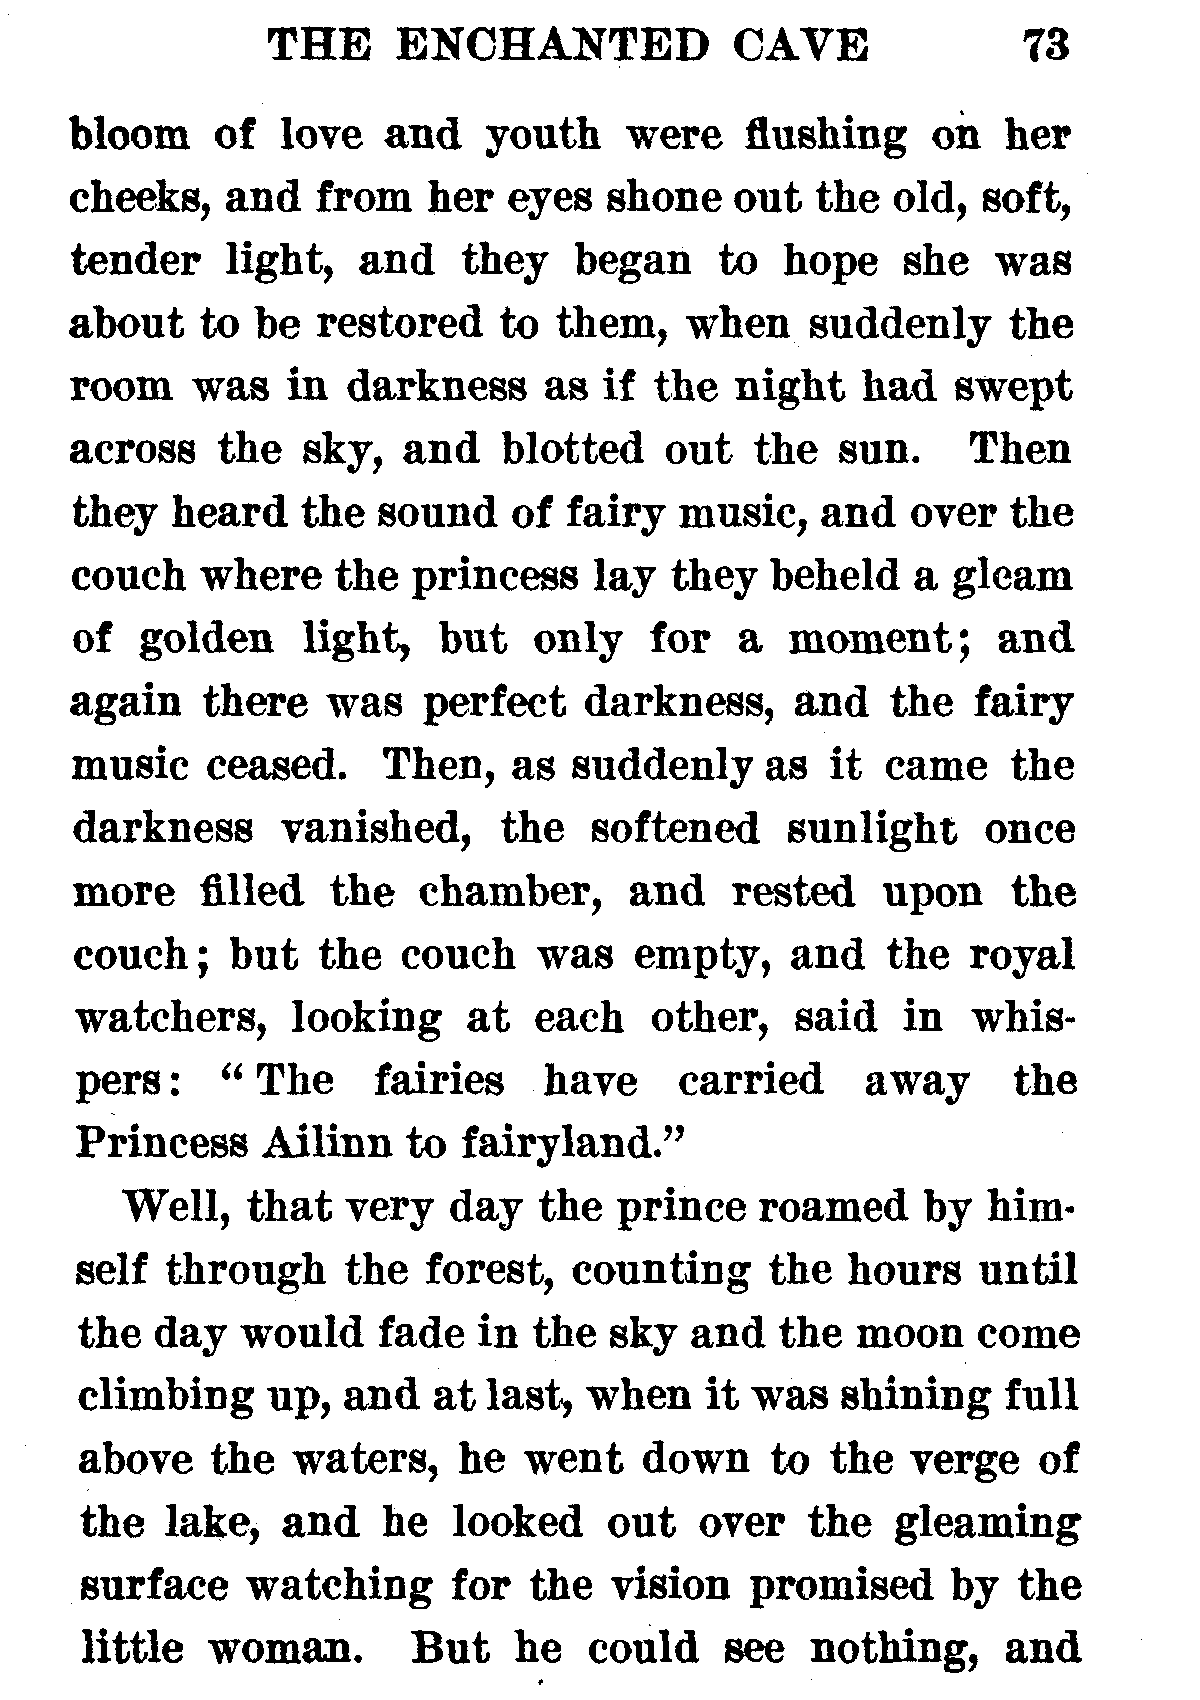 THE ENCHANTED CAVE 73
bloom of love and youth were flushing on her
cheeks, and from her eyes shone out the old, soft,
tender light, and they began to hope she was
about to be restored to them, when suddenly the
room was in darkness as if the night had swept
across the sky, and blotted out the sun. Then
they heard the sound of fairy music, and over the
couch where the princess lay they beheld a gleam
of golden light, but only for a moment; and
again there was perfect darkness, and the fairy
music ceased. Then, as suddenly as it came the
darkness vanished, the softened sunlight once
more filled the chamber, and rested upon the
couch; but the couch was empty, and the royal
watchers, looking at each other, said in whis-
pers: “The fairies have carried away the
Princess Ailinn to fairyland.”
Well, that very day the prince roamed by him-
self through the forest, counting the hours until
the day would fade in the sky and the moon come
climbing up, and at last, when it was shining full
above the waters, he went down to the verge of
the lake, and he looked out over the gleaming
surface watching for the vision promised by the
little woman. But he could see nothing, and